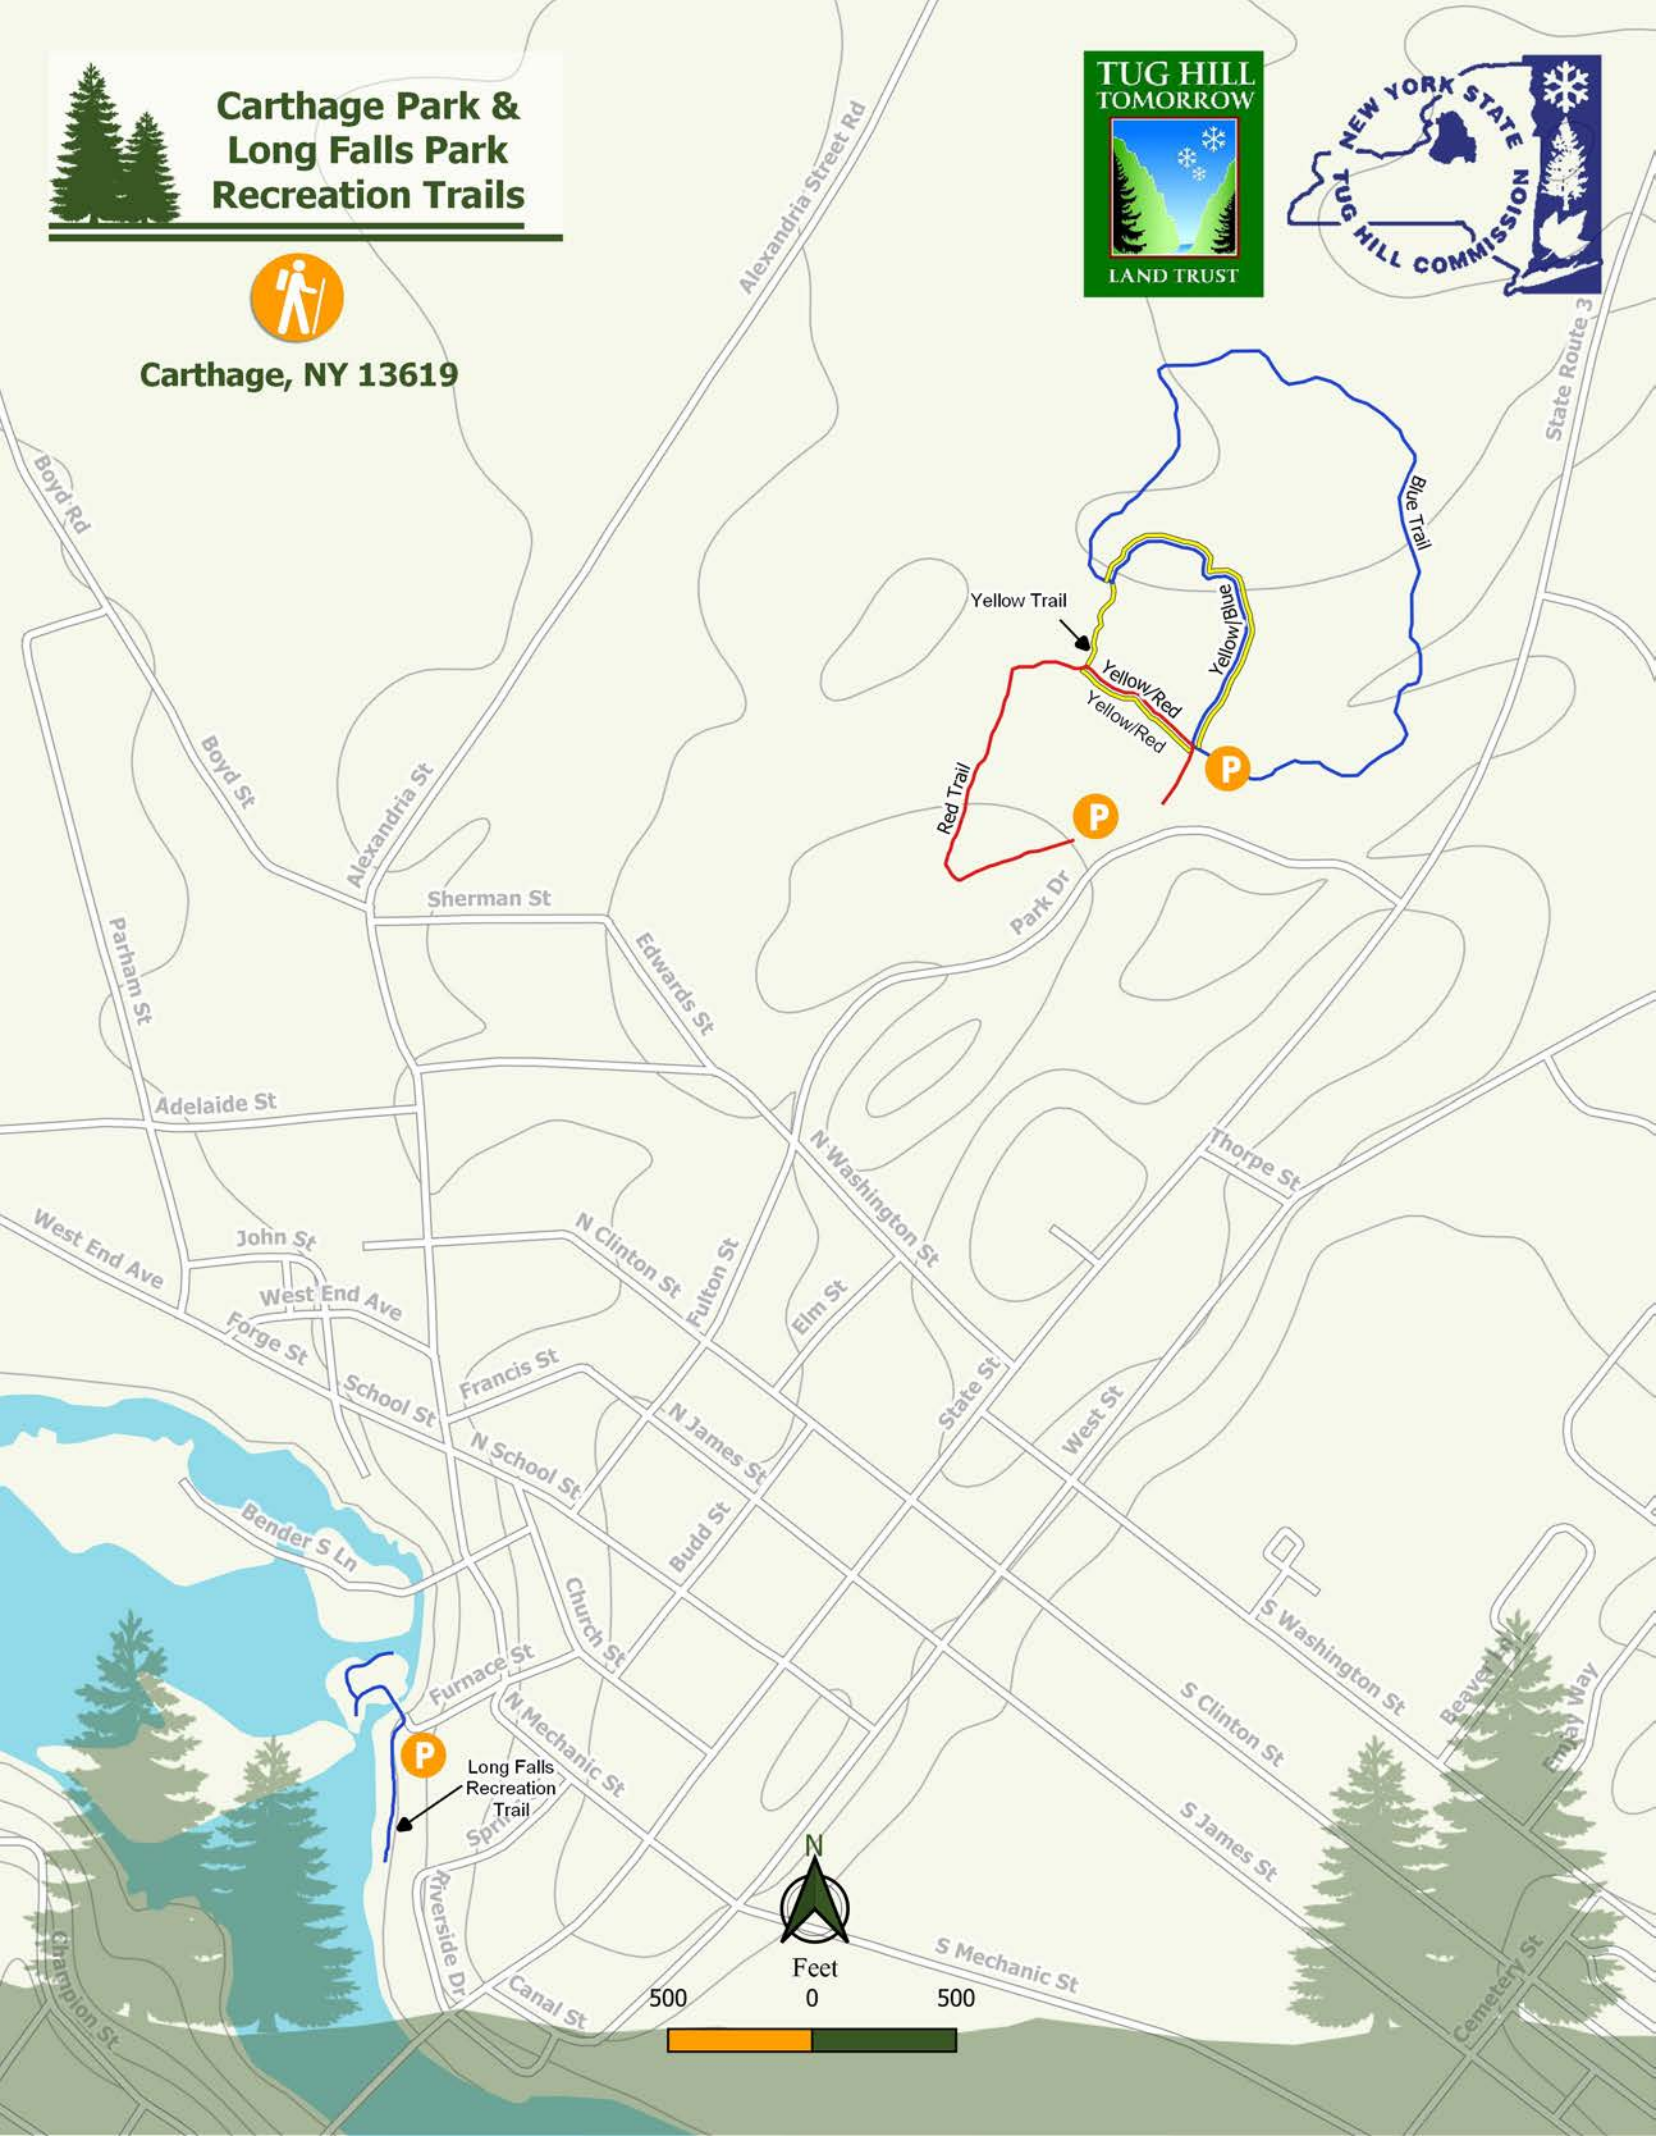 Carthage Park &
Long Falls Park
Recreation Trails
Carthage, NY 13619
TUG HILL
TOMORROW
LAND TRUST
NEW YORK STATE
TUG HILL COMMISSION
Alexandria Street Rd
State Route 3
Boyd Rd
Blue Trail
Yellow Trail
Yellow/Blue
Yellow/Red
Yellow/Red
Boyd St
Alexandria St
Red Trail
P
P
Park Dr
Sherman St
Edwards St
Parham St
Adelaide St
N Washington St
Thorpe St
West End Ave
John St
N Clinton St
Fulton St
Elm St
West End Ave
Forge St
Francis St
School St
State St
West St
N James St
N School St
Bender S Ln
Budd St
Church St
S Washington St
Beaver Ln
Furnace St
N Mechanic St
S Clinton St
Emjay Way
P
Long Falls
Recreation
Trail
S James St
N
Riverside Dr
Champion St
S Mechanic St
Cemetery St
Canal St
Feet
500 0 500